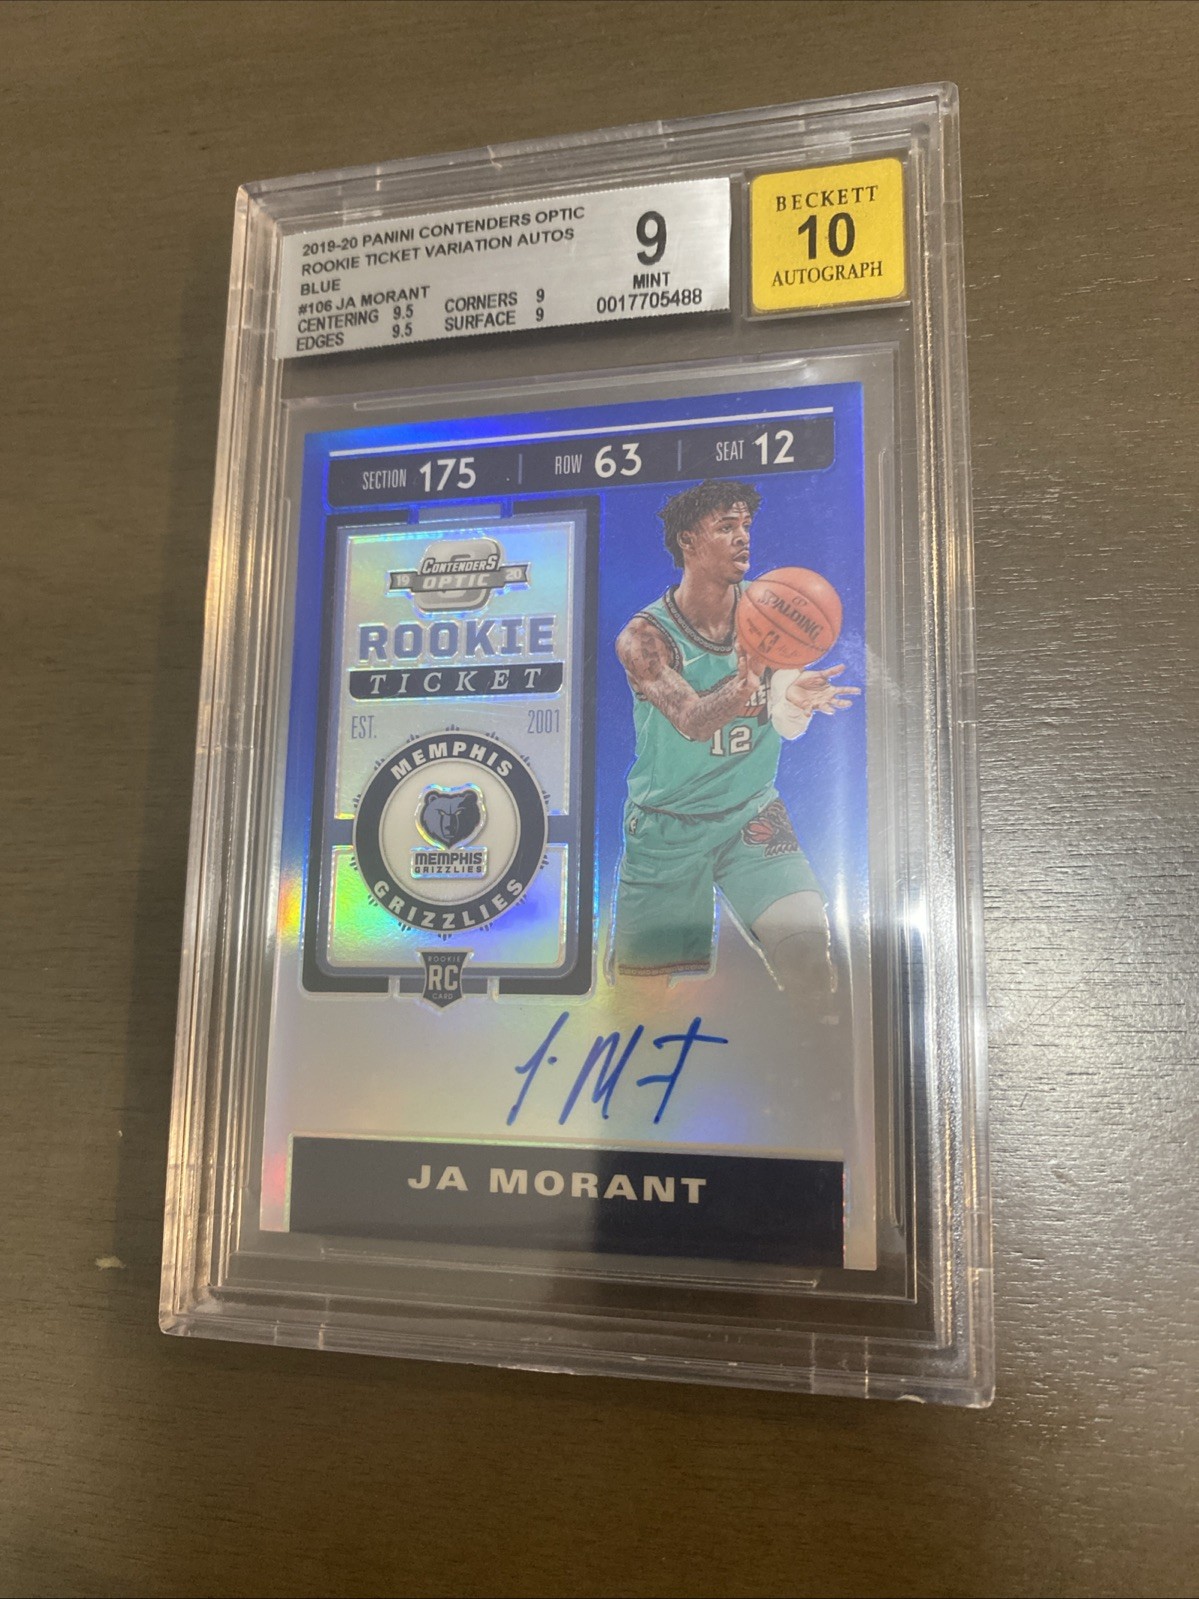 2019-20 PANINI CONTENDERS OPTIC
ROOKIE TICKET VARIATION AUTOS
BLUE
#106 JA MORANT
CENTERING 9.5 CORNERS 9
EDGES 9.5 SURFACE 9
9
MINT
0017705488
BECKETT
10
AUTOGRAPH
SECTION 175 ROW 63 SEAT 12
CONTENDERS
19 OPTIC 20
ROOKIE
TICKET
EST. 2001
MEMPHIS
MEMPHIS
GRIZZLIES
GRIZZLIES
ROOKIE
RC
CARD
SPALDING
12
JA MORANT